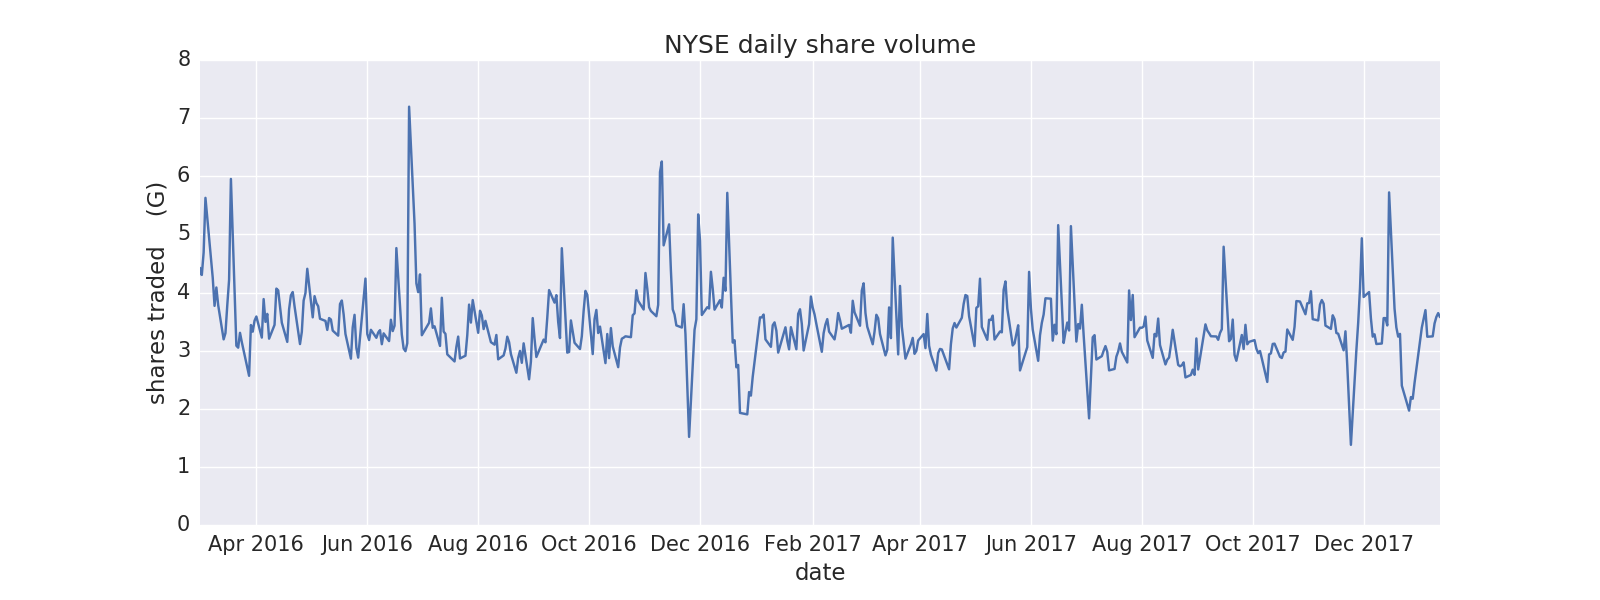 NYSE daily share volume
8
7
6
5
4
3
2
1
0
shares traded (G)
Apr 2016 Jun 2016 Aug 2016 Oct 2016 Dec 2016 Feb 2017 Apr 2017 Jun 2017 Aug 2017 Oct 2017 Dec 2017
date